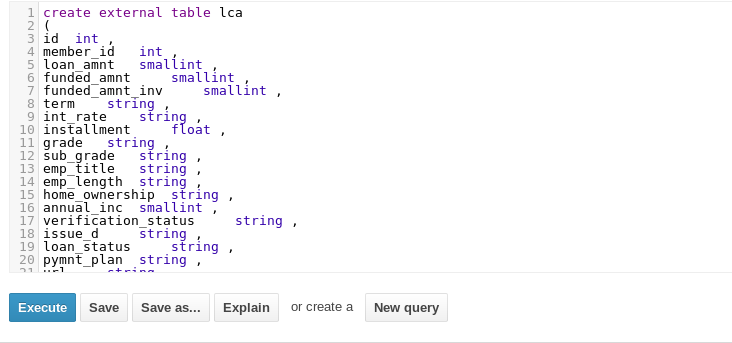 1 create external table lca
2 (
3 id int ,
4 member_id int ,
5 loan_amnt smallint ,
6 funded_amnt smallint ,
7 funded_amnt_inv smallint ,
8 term string ,
9 int_rate string ,
10 installment float ,
11 grade string ,
12 sub_grade string ,
13 emp_title string ,
14 emp_length string ,
15 home_ownership string ,
16 annual_inc smallint ,
17 verification_status string ,
18 issue_d string ,
19 loan_status string ,
20 pymnt_plan string ,
21 url string
Execute Save Save as... Explain or create a New query